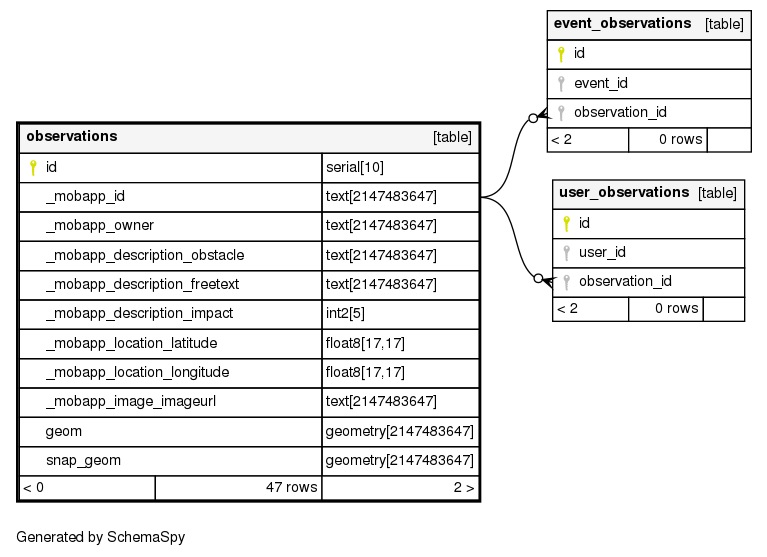 event_observations [table]
id
event_id
observation_id
< 2 0 rows
observations [table]
id serial[10]
_mobapp_id text[2147483647]
_mobapp_owner text[2147483647]
_mobapp_description_obstacle text[2147483647]
_mobapp_description_freetext text[2147483647]
_mobapp_description_impact int2[5]
_mobapp_location_latitude float8[17,17]
_mobapp_location_longitude float8[17,17]
_mobapp_image_imageurl text[2147483647]
geom geometry[2147483647]
snap_geom geometry[2147483647]
< 0 47 rows 2 >
user_observations [table]
id
user_id
observation_id
< 2 0 rows
Generated by SchemaSpy